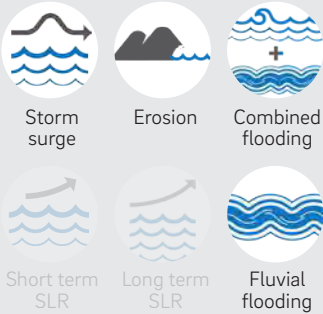 Storm
surge
Erosion
Combined
flooding
Short term
SLR
Long term
SLR
Fluvial
flooding